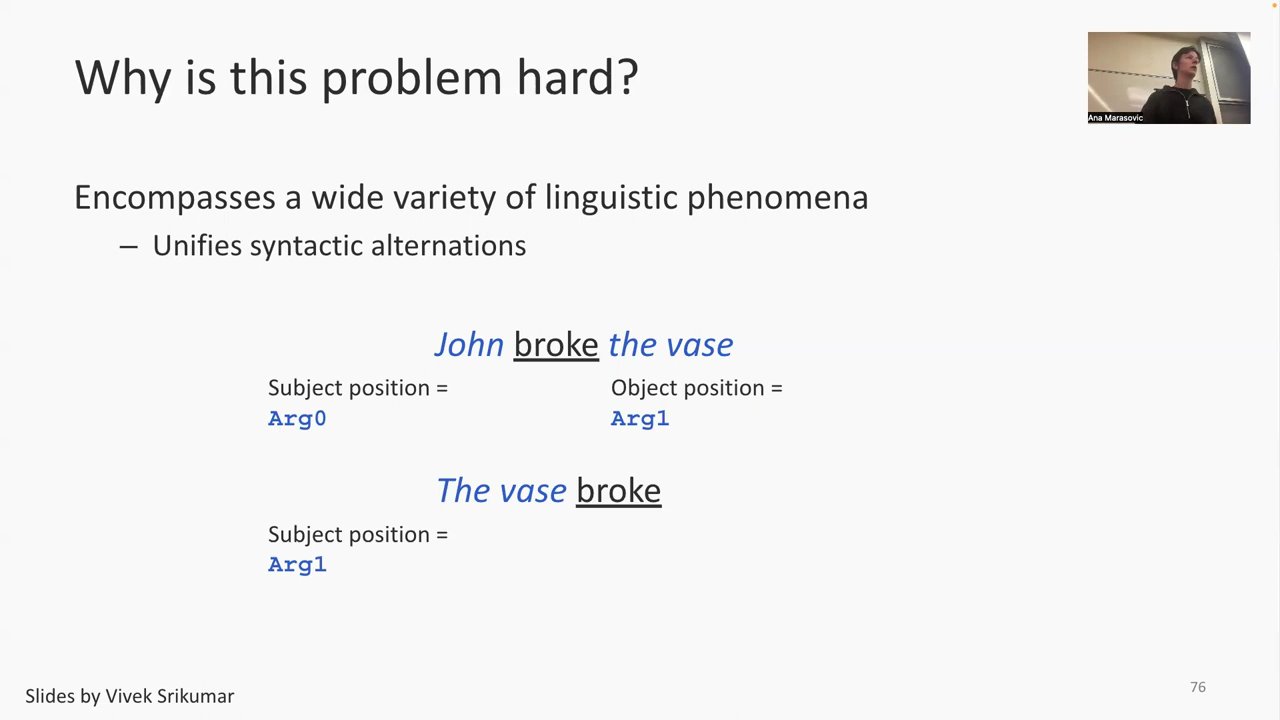 Why is this problem hard?
Ana Marasovic
Encompasses a wide variety of linguistic phenomena
– Unifies syntactic alternations
John broke the vase
Subject position = Object position =
Arg0 Arg1
The vase broke
Subject position =
Arg1
Slides by Vivek Srikumar
76